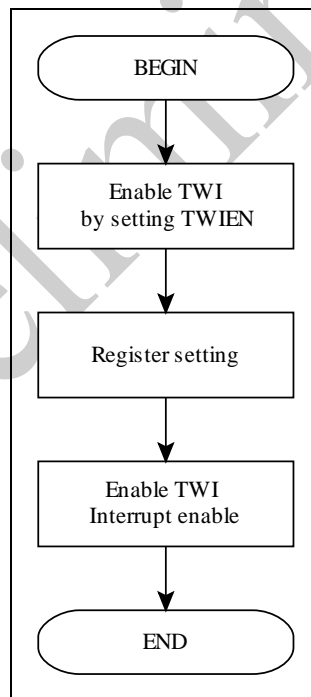 BEGIN
Enable TWI
by setting TWIEN
Register setting
Enable TWI
Interrupt enable
END